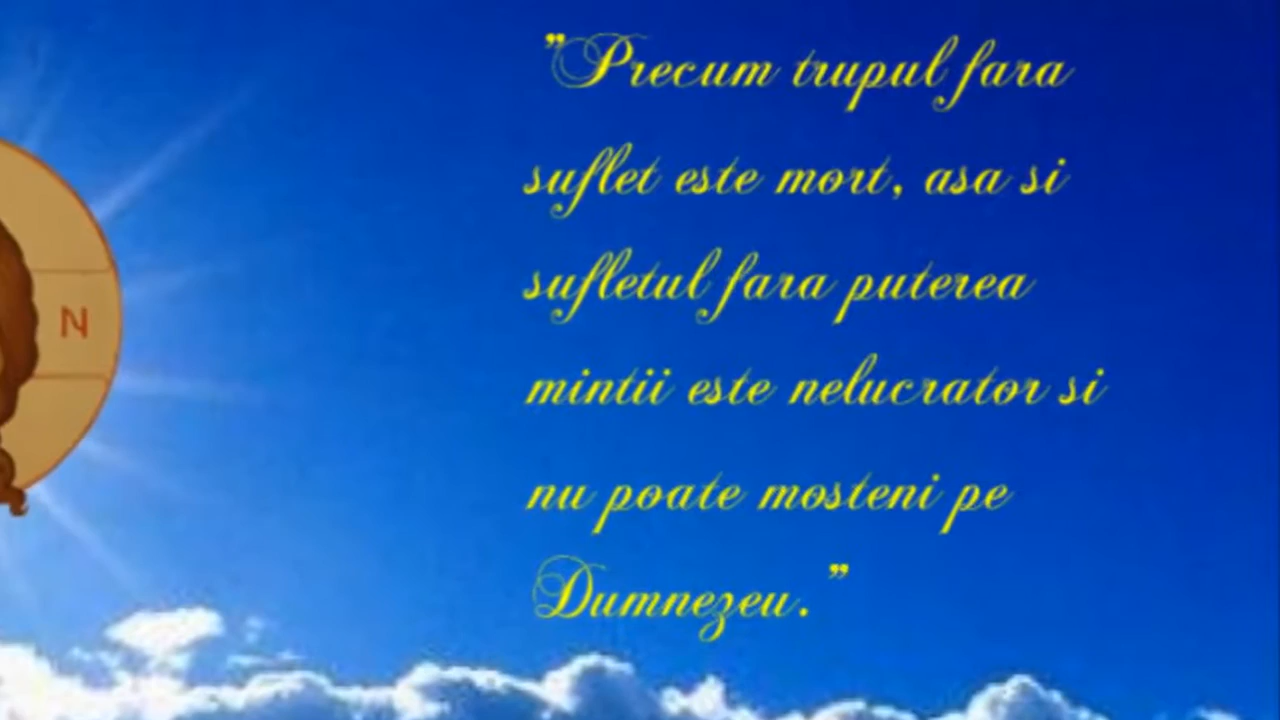 "Precum trupul fara
suflet este mort, asa si
sufletul fara puterea
mintii este nelucrator si
nu poate mosteni pe
Dumnezeu."
N